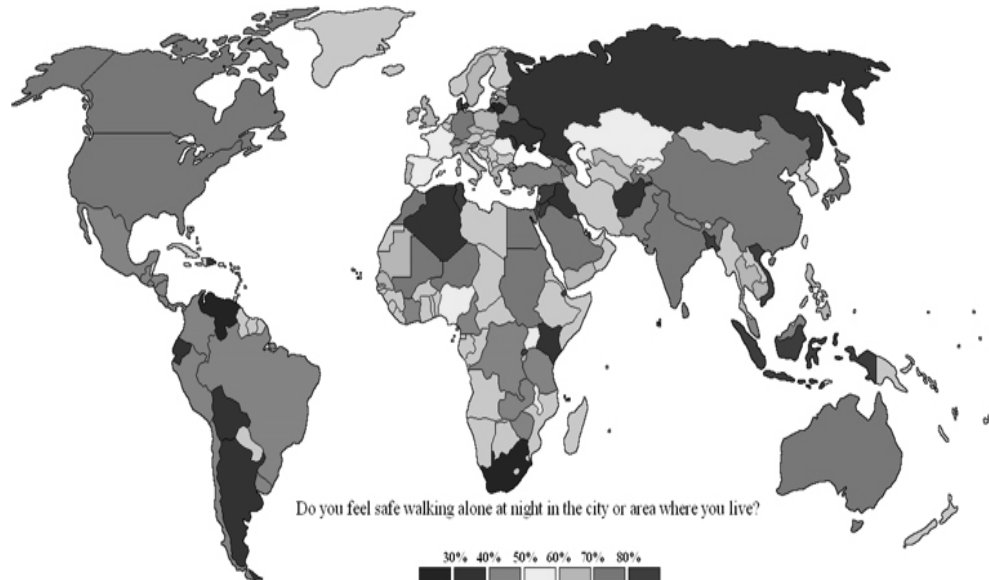 Do you feel safe walking alone at night in the city or area where you live?
30% 40% 50% 60% 70% 80%